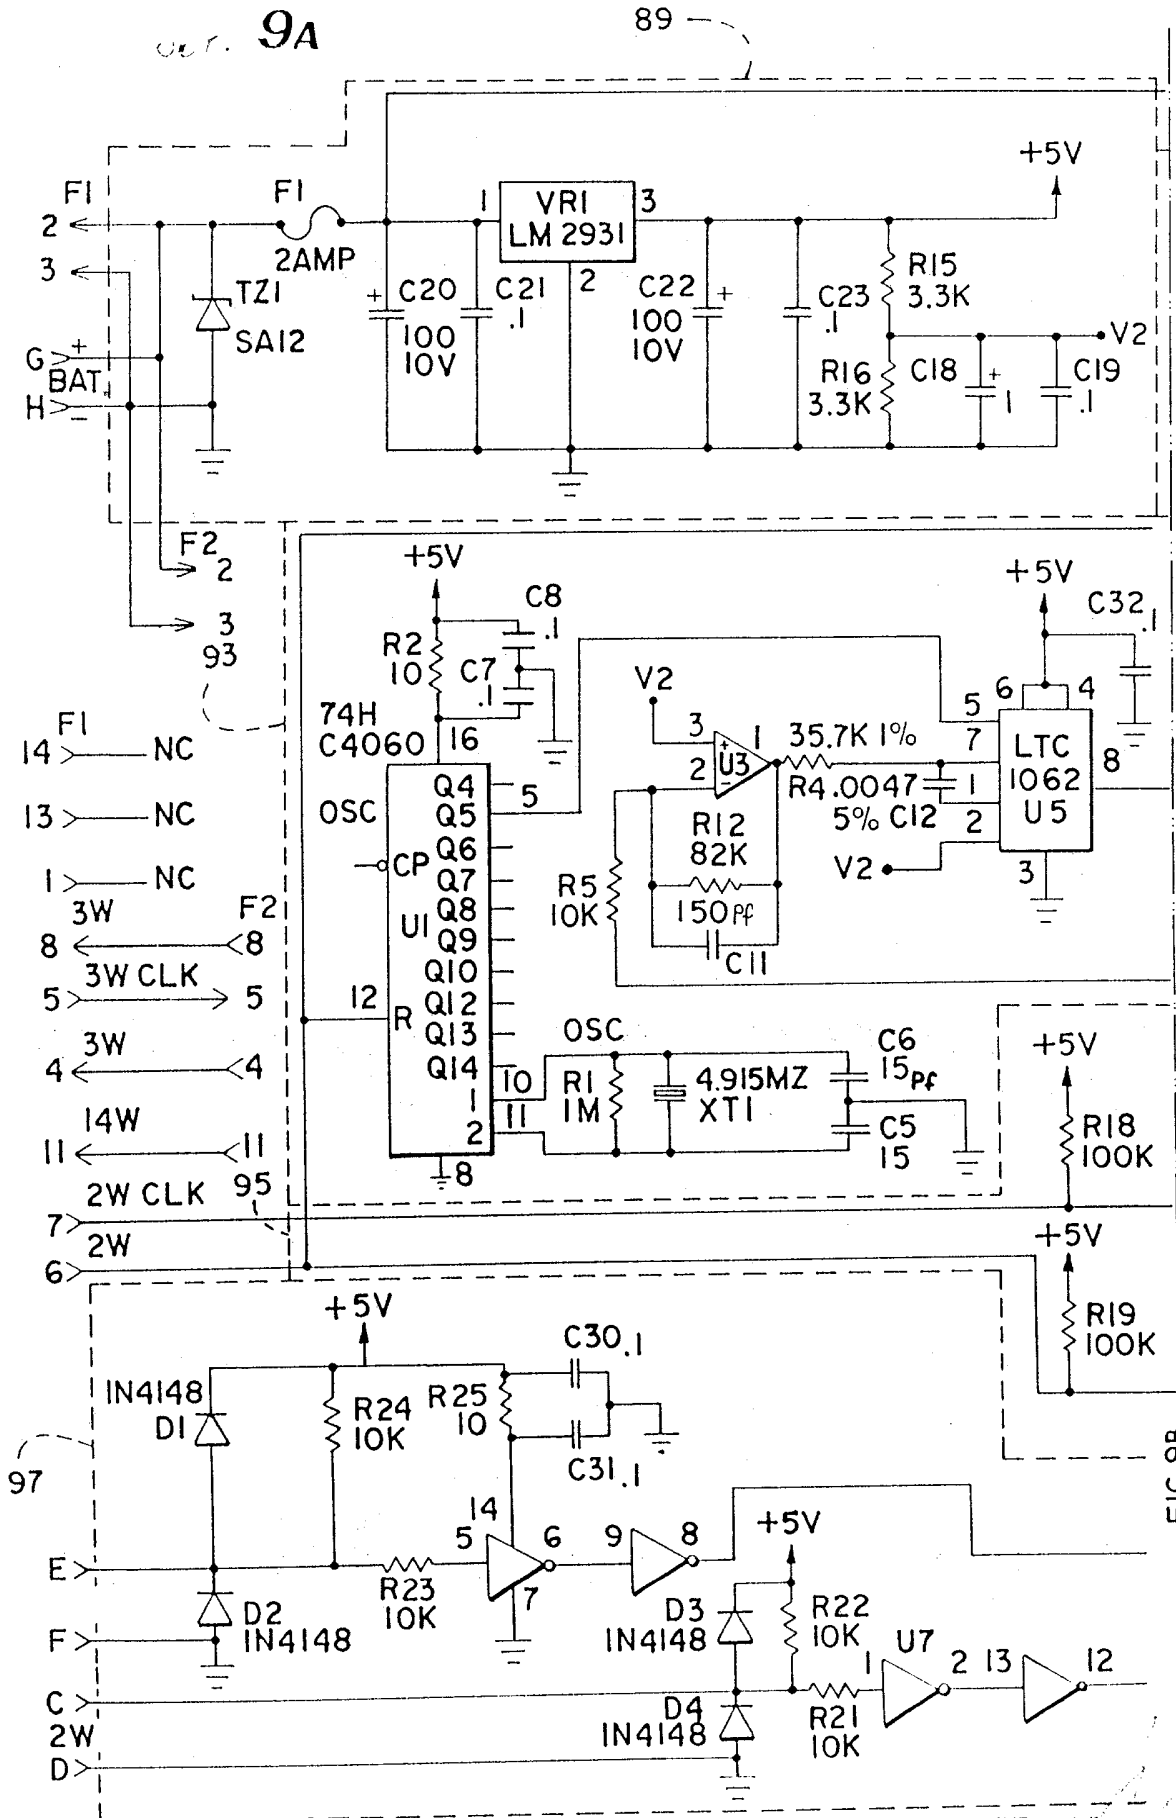 9A
89
F1
2
3
G + BAT.
H −
F1
2AMP
TZ1
SA12
1
VR1
LM 2931
3
2
+5V
+
C20
100
10V
C21
.1
C22
100
10V
+
C23
.1
R15
3.3K
V2
R16
3.3K
C18
+
1
C19
.1
F2
2
3
93
F1
14 NC
13 NC
1 NC
3W
F2
8 8
3W CLK
5 5
3W
4 4
14W
11 11
2W CLK
95
7
2W
6
+5V
R2
10
C8
.1
C7
.1
74H
C4060
16
OSC
CP
U1
12
R
Q4
Q5
5
Q6
Q7
Q8
Q9
Q10
Q12
Q13
Q14
1
10
2
11
8
V2
3
2
+
U3
−
1
35.7K 1%
R4
.0047
5% C12
R12
82K
150pf
C11
R5
10K
+5V
C32
.1
6 4
5
7
1
2
LTC
1062
U5
8
3
V2
OSC
R1
1M
4.915MZ
XT1
C6
15pf
C5
15
+5V
R18
100K
+5V
R19
100K
+5V
1N4148
D1
R24
10K
R25
10
C30
.1
C31
.1
97
E
F
D2
1N4148
R23
10K
14
5
6
7
9
8
+5V
D3
1N4148
R22
10K
C
2W
D
D4
1N4148
R21
10K
U7
1
2
13
12